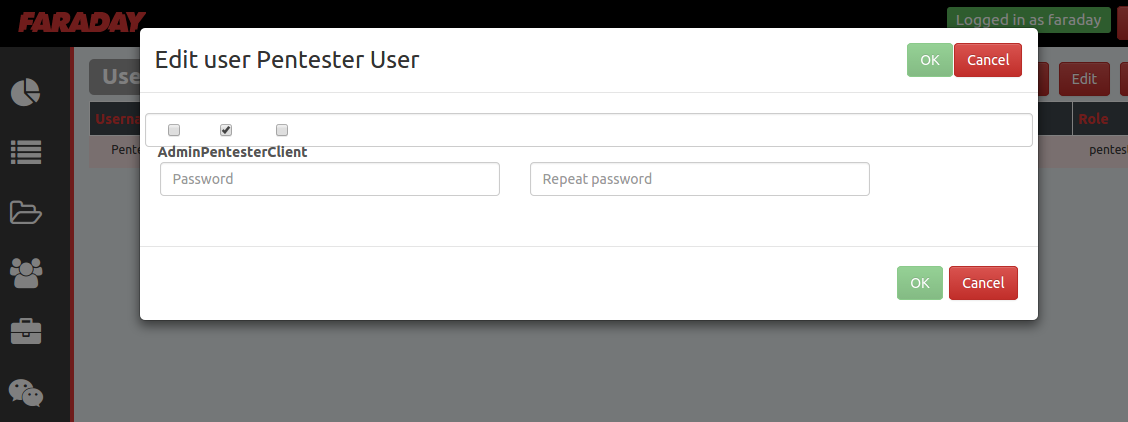 FARADAY
Logged in as faraday
Edit user Pentester User
OK
Cancel
Use
Edit
Userna
Role
Pente
pentest
AdminPentesterClient
Password
Repeat password
OK
Cancel